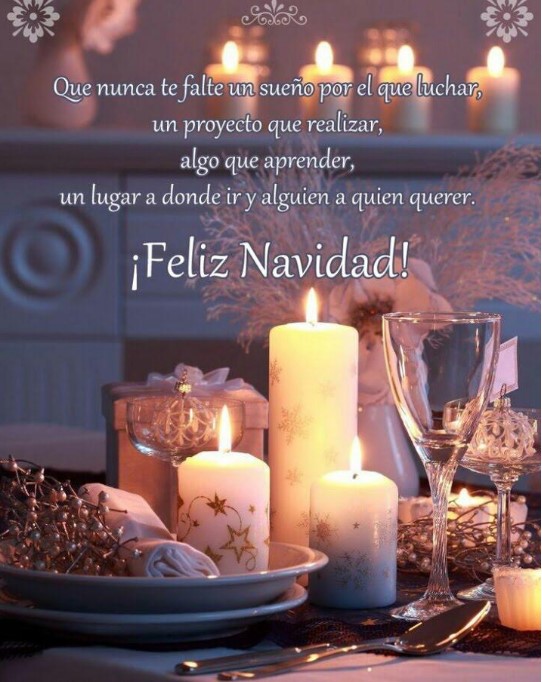 Que nunca te falte un sueño por el que luchar,
un proyecto que realizar,
algo que aprender,
un lugar a donde ir y alguien a quien querer.
¡Feliz Navidad!